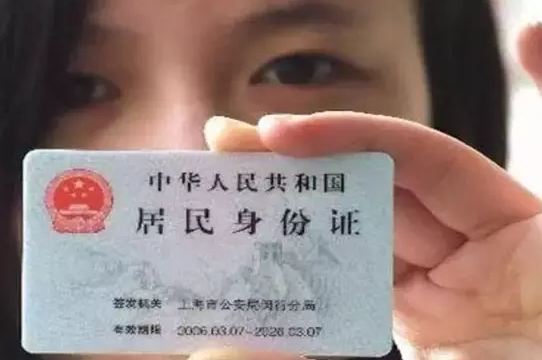 中华人民共和国
居民身份证
签发机关 上海市公安局闵行分局
有效期限 2006.03.07-2026.03.07